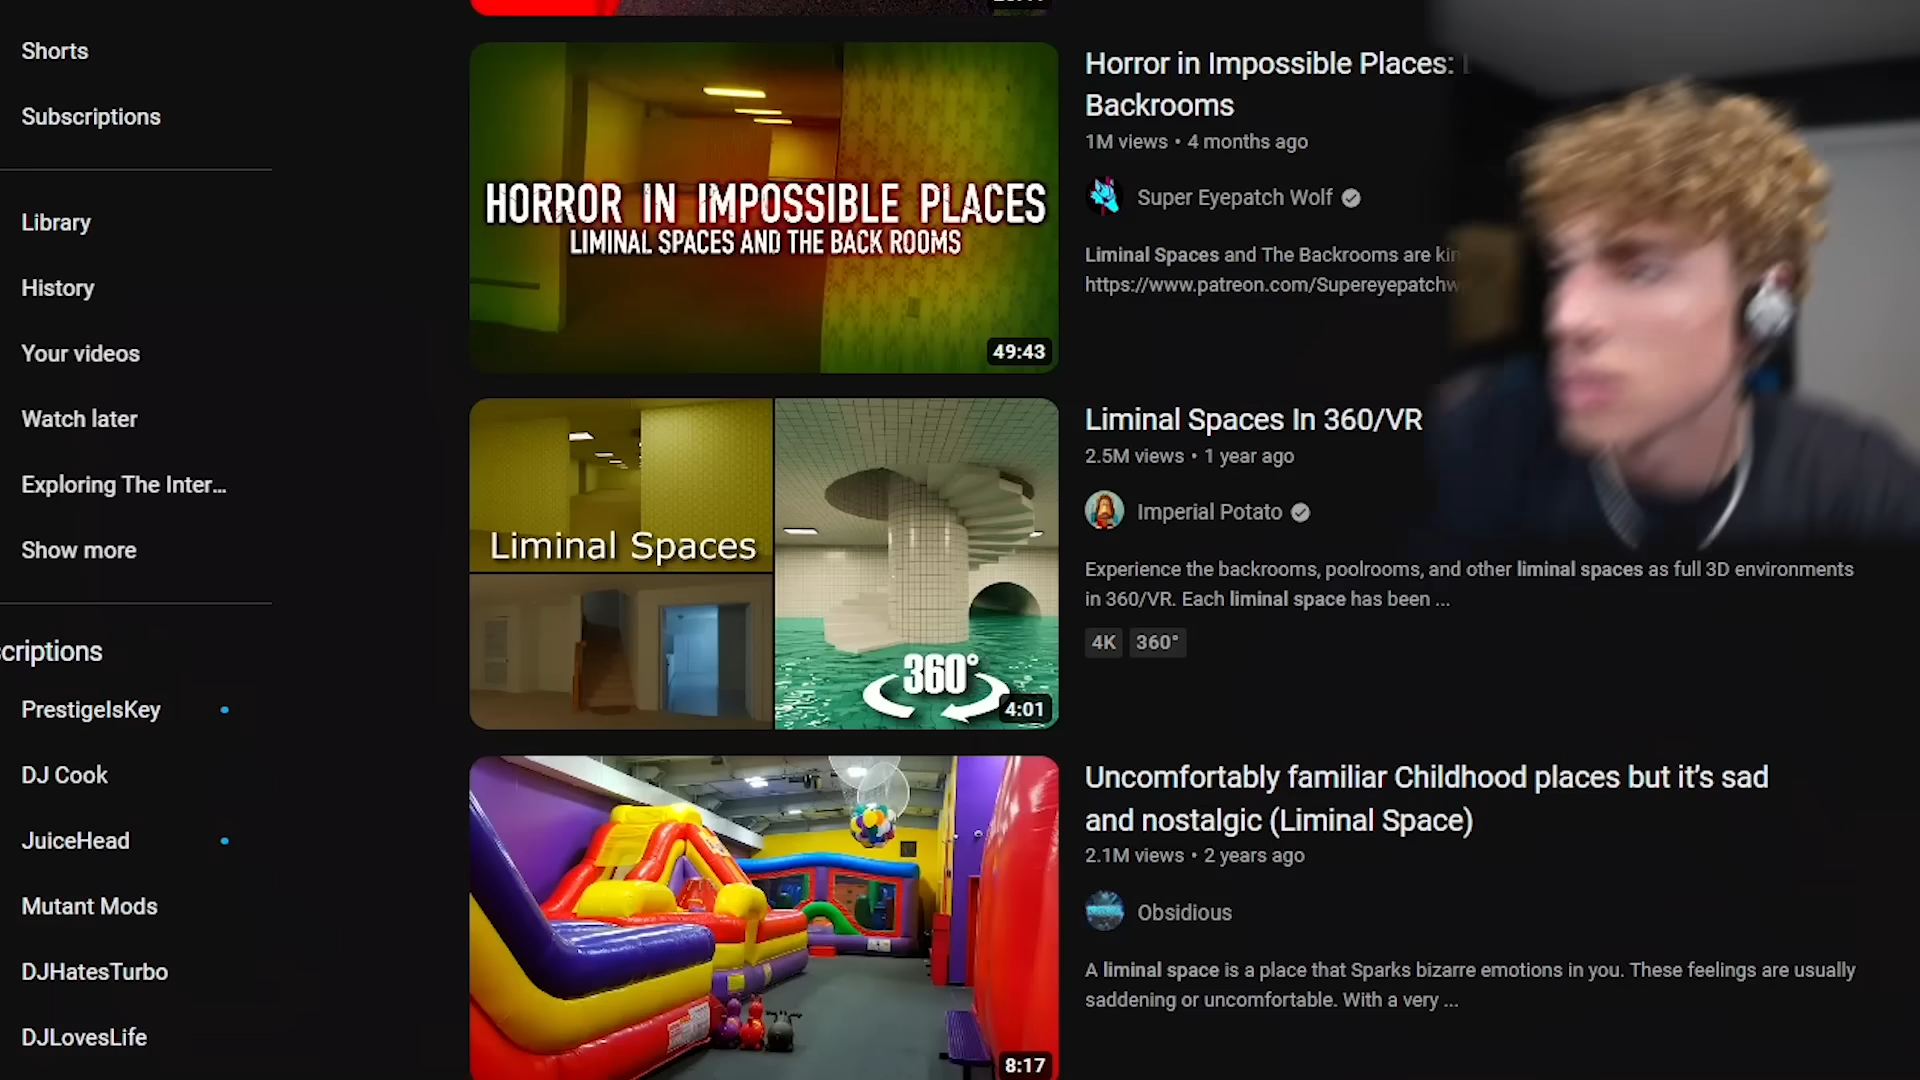 Shorts
Subscriptions
Library
History
Your videos
Watch later
Exploring The Inter...
Show more
criptions
PrestigeIsKey
DJ Cook
JuiceHead
Mutant Mods
DJHatesTurbo
DJLovesLife
HORROR IN IMPOSSIBLE PLACES
LIMINAL SPACES AND THE BACK ROOMS
49:43
Horror in Impossible Places:
Backrooms
1M views • 4 months ago
Super Eyepatch Wolf
Liminal Spaces and The Backrooms are kin
https://www.patreon.com/Supereyepatchw
Liminal Spaces
360°
4:01
Liminal Spaces In 360/VR
2.5M views • 1 year ago
Imperial Potato
Experience the backrooms, poolrooms, and other liminal spaces as full 3D environments
in 360/VR. Each liminal space has been ...
4K 360°
8:17
Uncomfortably familiar Childhood places but it's sad
and nostalgic (Liminal Space)
2.1M views • 2 years ago
Obsidious
A liminal space is a place that Sparks bizarre emotions in you. These feelings are usually
saddening or uncomfortable. With a very ...